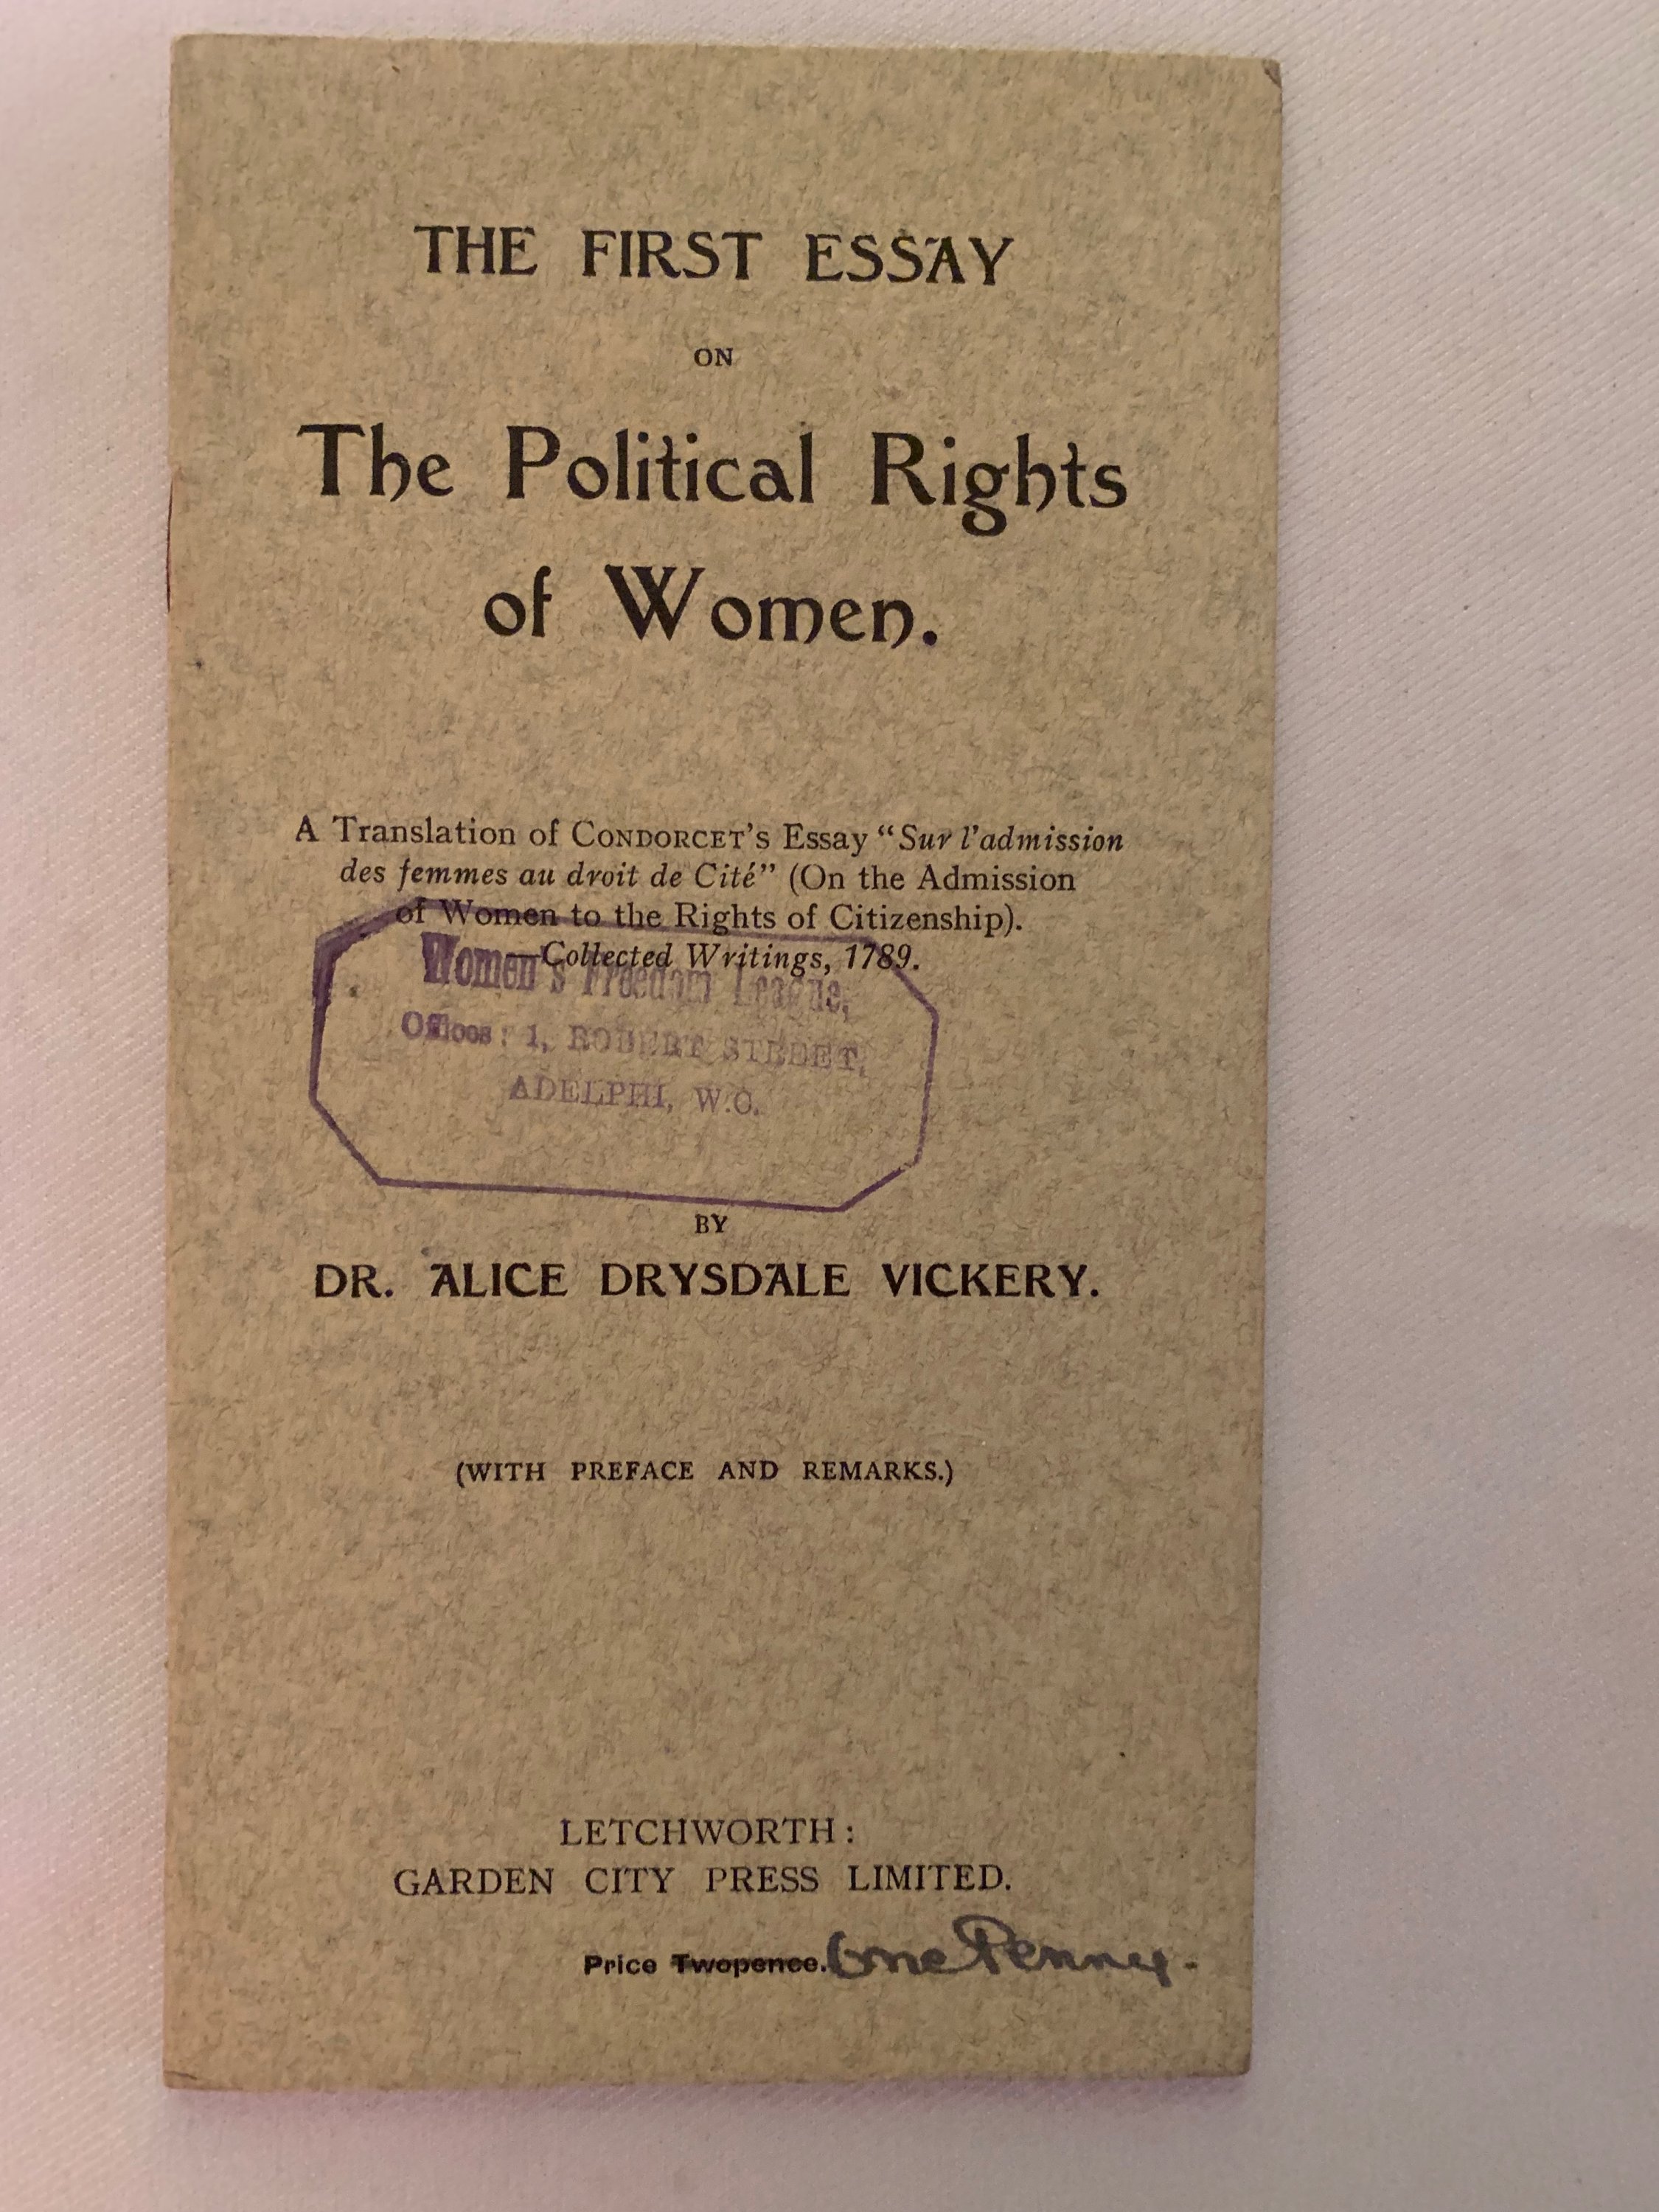 THE FIRST ESSAY
ON
The Political Rights
of Women.
A Translation of CONDORCET's Essay "Sur l'admission
des femmes au droit de Cité" (On the Admission
of Women to the Rights of Citizenship).
—Collected Writings, 1789.
Women's Freedom League,
Offices: 1, ROBERT STREET,
ADELPHI, W.C.
BY
DR. ALICE DRYSDALE VICKERY.
(WITH PREFACE AND REMARKS.)
LETCHWORTH:
GARDEN CITY PRESS LIMITED.
Price Twopence. One Penny.